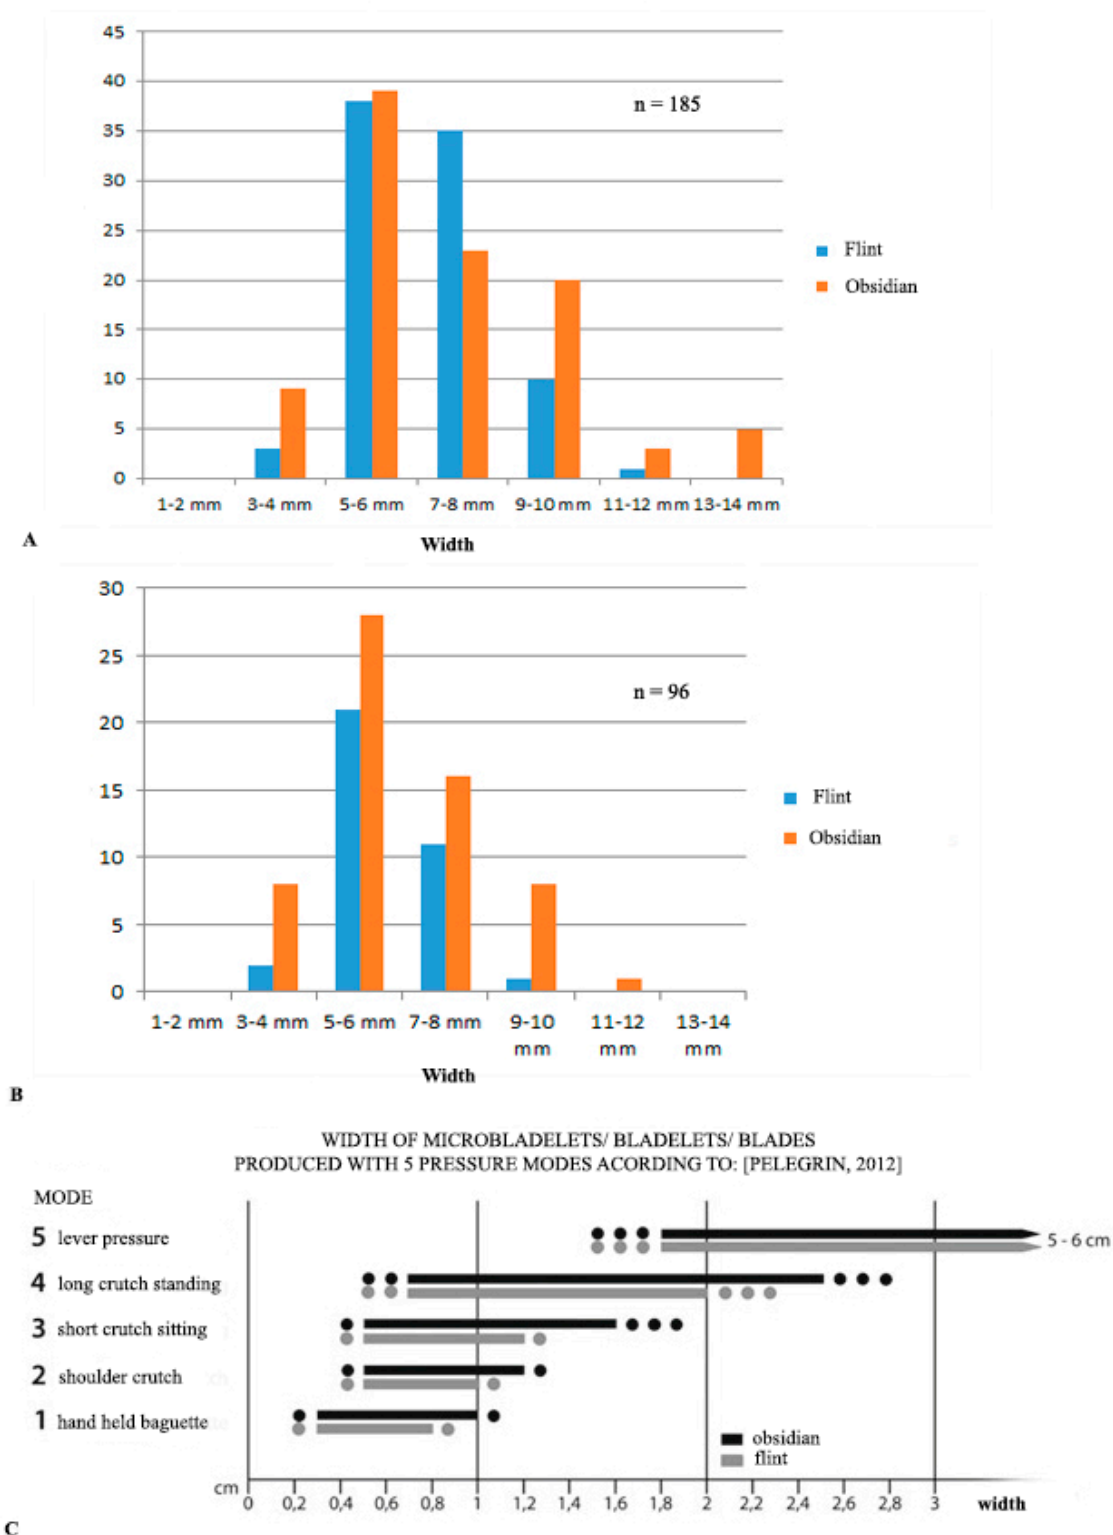 45
40
35
30
25
20
15
10
5
0
n = 185
Flint
Obsidian
1-2 mm 3-4 mm 5-6 mm 7-8 mm 9-10 mm 11-12 mm 13-14 mm
A
Width
30
25
20
15
10
5
0
n = 96
Flint
Obsidian
1-2 mm 3-4 mm 5-6 mm 7-8 mm 9-10 mm 11-12 mm 13-14 mm
Width
B
WIDTH OF MICROBLADELETS/ BLADELETS/ BLADES
PRODUCED WITH 5 PRESSURE MODES ACORDING TO: [PELEGRIN, 2012]
MODE
5 lever pressure
5 - 6 cm
4 long crutch standing
3 short crutch sitting
2 shoulder crutch
1 hand held baguette
obsidian
flint
cm
0 0,2 0,4 0,6 0,8 1 1,2 1,4 1,6 1,8 2 2,2 2,4 2,6 2,8 3 width
C